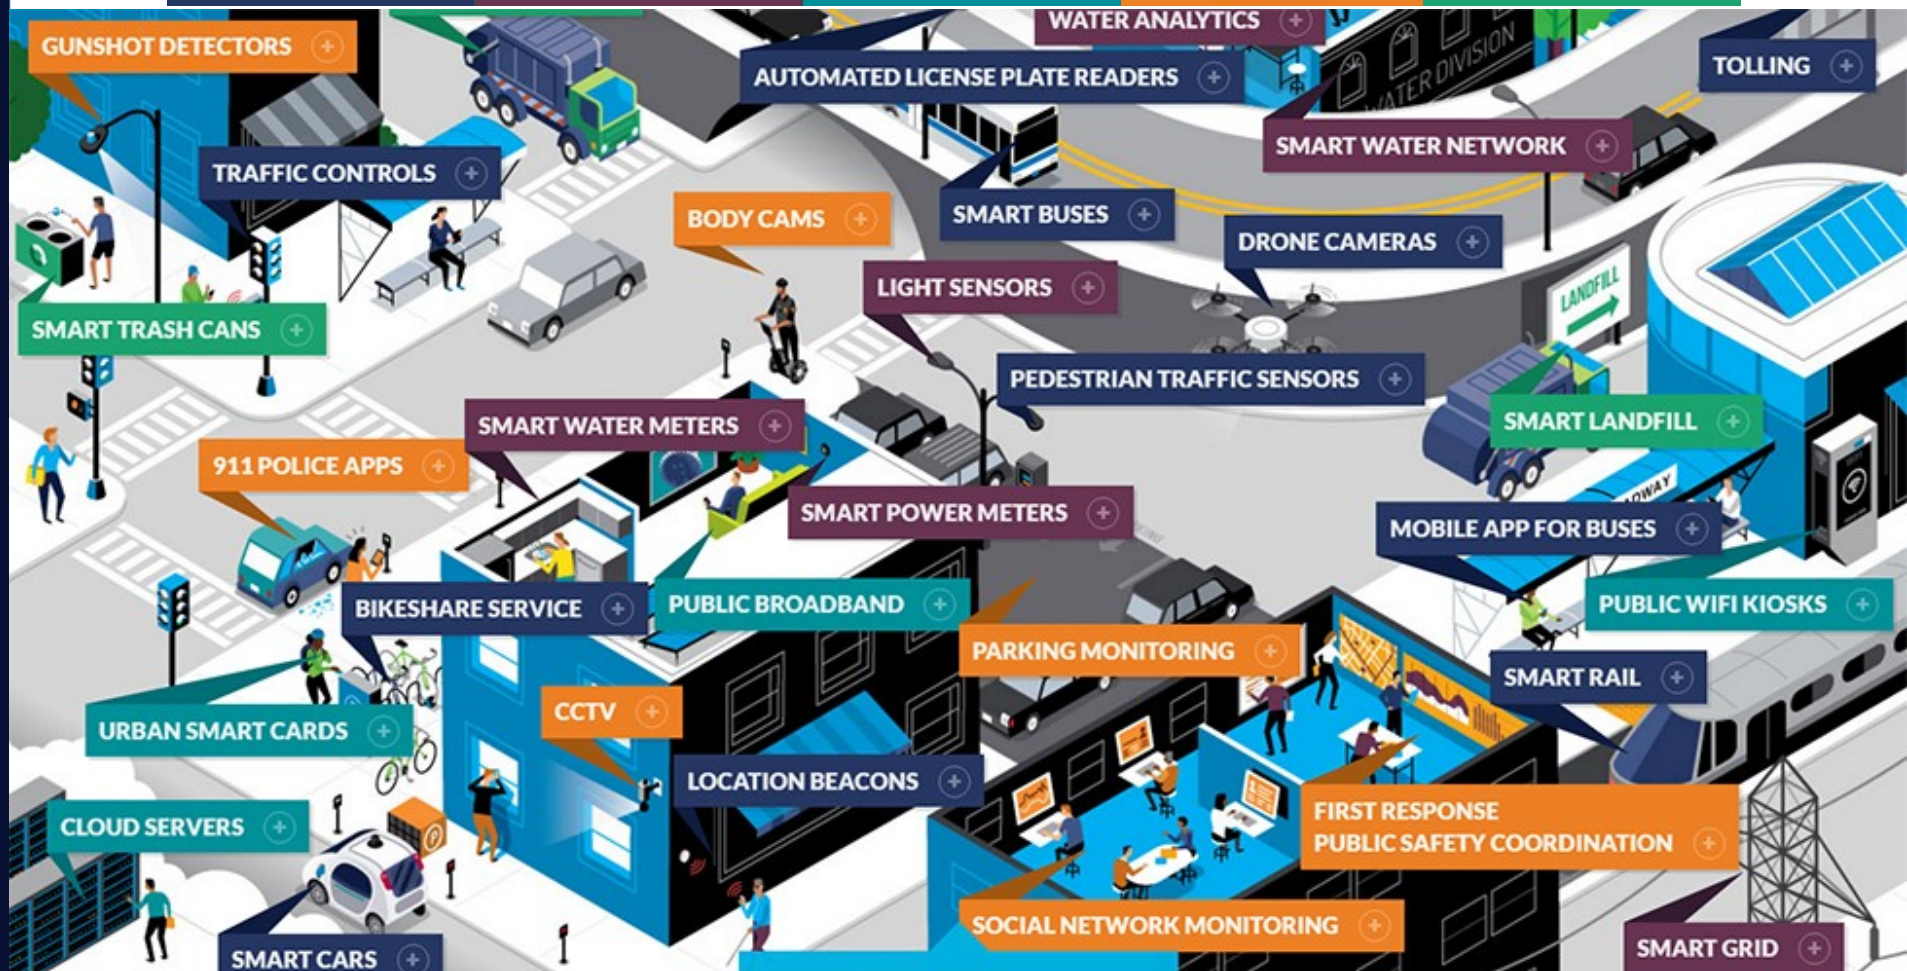 WATER ANALYTICS
GUNSHOT DETECTORS
AUTOMATED LICENSE PLATE READERS
TOLLING
WATER DIVISION
SMART WATER NETWORK
TRAFFIC CONTROLS
BODY CAMS
SMART BUSES
DRONE CAMERAS
LIGHT SENSORS
LANDFILL
SMART TRASH CANS
PEDESTRIAN TRAFFIC SENSORS
SMART WATER METERS
SMART LANDFILL
911 POLICE APPS
SMART POWER METERS
MOBILE APP FOR BUSES
BIKESHARE SERVICE
PUBLIC BROADBAND
PUBLIC WIFI KIOSKS
PARKING MONITORING
SMART RAIL
CCTV
URBAN SMART CARDS
LOCATION BEACONS
FIRST RESPONSE
PUBLIC SAFETY COORDINATION
CLOUD SERVERS
SOCIAL NETWORK MONITORING
SMART GRID
SMART CARS